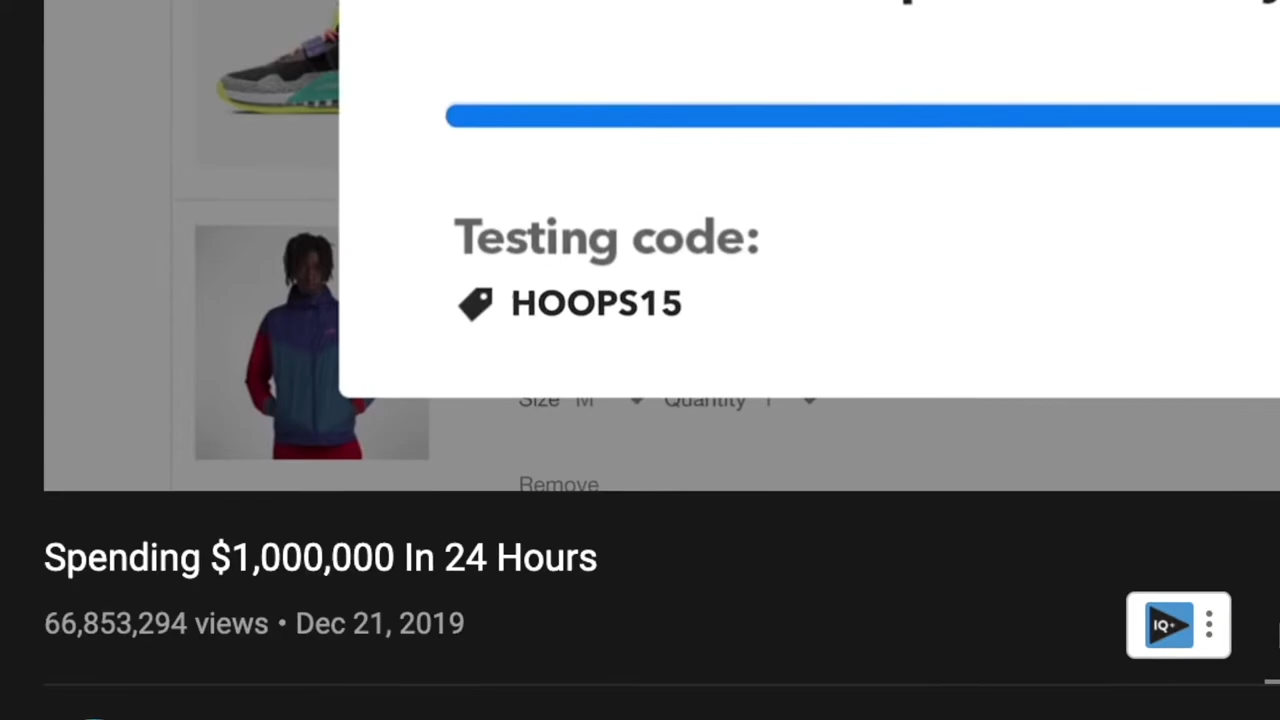 Testing code:
HOOPS15
Size M Quantity 1
Remove
Spending $1,000,000 In 24 Hours
66,853,294 views • Dec 21, 2019
IQ+